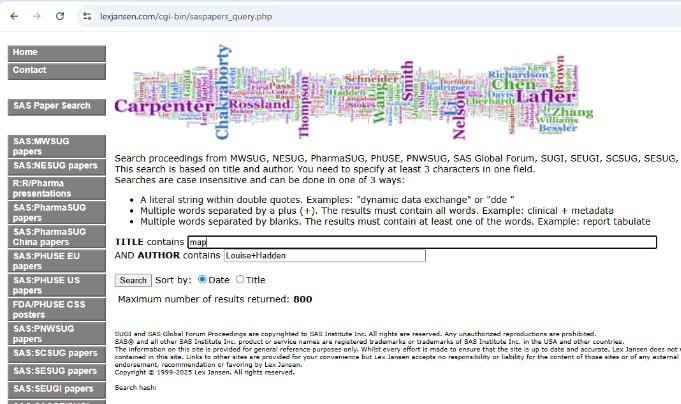 lexjansen.com/cgi-bin/saspapers_query.php
Home
Contact
SAS Paper Search
SAS:MWSUG papers
SAS:NESUG papers
R:R/Pharma presentations
SAS:PharmaSUG papers
SAS:PharmaSUG China papers
SAS:PHUSE EU papers
SAS:PHUSE US papers
FDA/PHUSE CSS posters
SAS:PNWSUG papers
SAS:SCSUG papers
SAS:SESUG papers
SAS:SEUGI papers
Carpenter
Chakraborty
Rossland
Thompson
Schneider
Wang
Smith
Rodriguez
Nelson
Li
Eberhardt
Richardson
Chen
Davis
Lafler
Brown
Zhang
Williams
Bessler
Search proceedings from MWSUG, NESUG, PharmaSUG, PhUSE, PNWSUG, SAS Global Forum, SUGI, SEUGI, SCSUG, SESUG,
This search is based on title and author. You need to specify at least 3 characters in one field.
Searches are case insensitive and can be done in one of 3 ways:
• A literal string within double quotes. Examples: "dynamic data exchange" or "dde "
• Multiple words separated by a plus (+). The results must contain all words. Example: clinical + metadata
• Multiple words separated by blanks. The results must contain at least one of the words. Example: report tabulate
TITLE contains map
AND AUTHOR contains Louise+Hadden
Search Sort by: Date Title
Maximum number of results returned: 800
SUGI and SAS Global Forum Proceedings are copyrighted to SAS Institute Inc. All rights are reserved. Any unauthorized reproductions are prohibited.
SAS® and all other SAS Institute Inc. product or service names are registered trademarks or trademarks of SAS Institute Inc. in the USA and other countries.
The information on this site is provided for general reference purposes only. Whilst every effort is made to ensure that the site is up to date and accurate, Lex Jansen does not
contained in this site. Links to other sites are provided for your convenience but Lex Jansen accepts no responsibility or liability for the content of those sites or of any external
endorsement, recommendation or favoring by Lex Jansen.
Copyright © 1999-2025 Lex Jansen. All rights reserved.
Search hash: